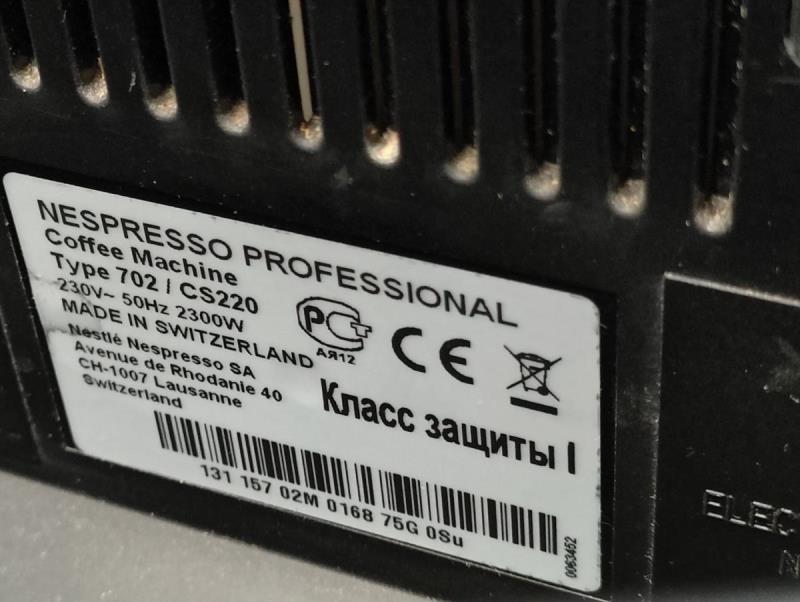 NESPRESSO PROFESSIONAL
Coffee Machine
Type 702 / CS220
230V~ 50Hz 2300W
MADE IN SWITZERLAND
Nestlé Nespresso SA
Avenue de Rhodanie 40
CH-1007 Lausanne
Switzerland
РСТ
АЯ12
CE
Класс защиты I
131 157 02M 0168 75G 0Su
0063452
ELEC
N